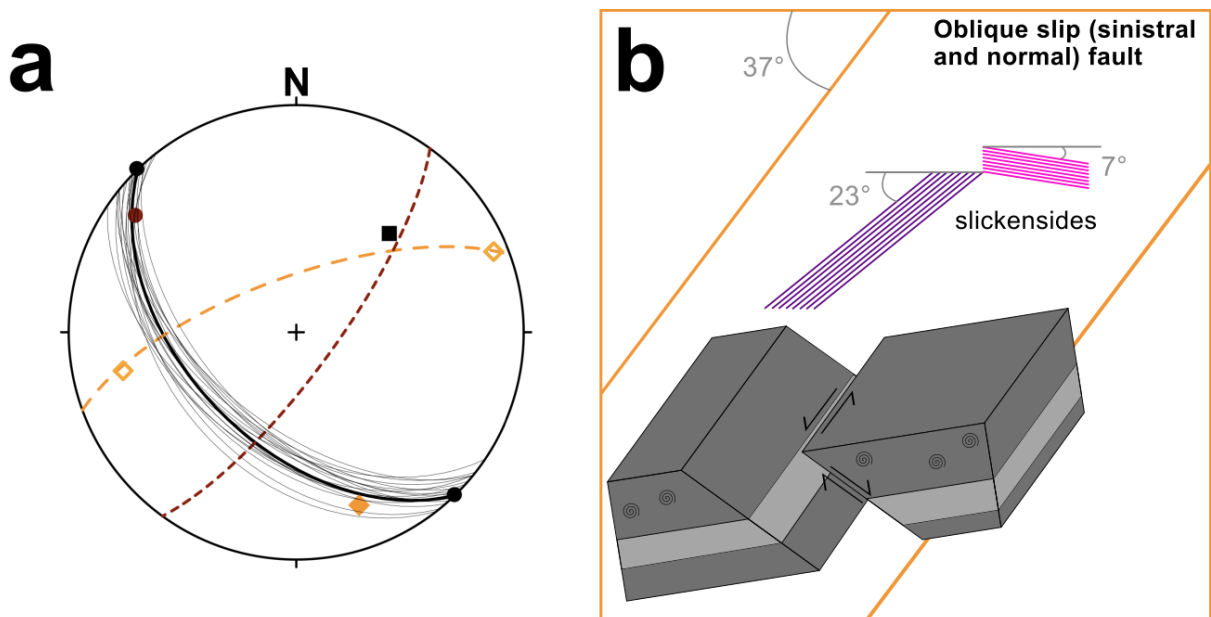 a
N
b
Oblique slip (sinistral
and normal) fault
37°
7°
23°
slickensides